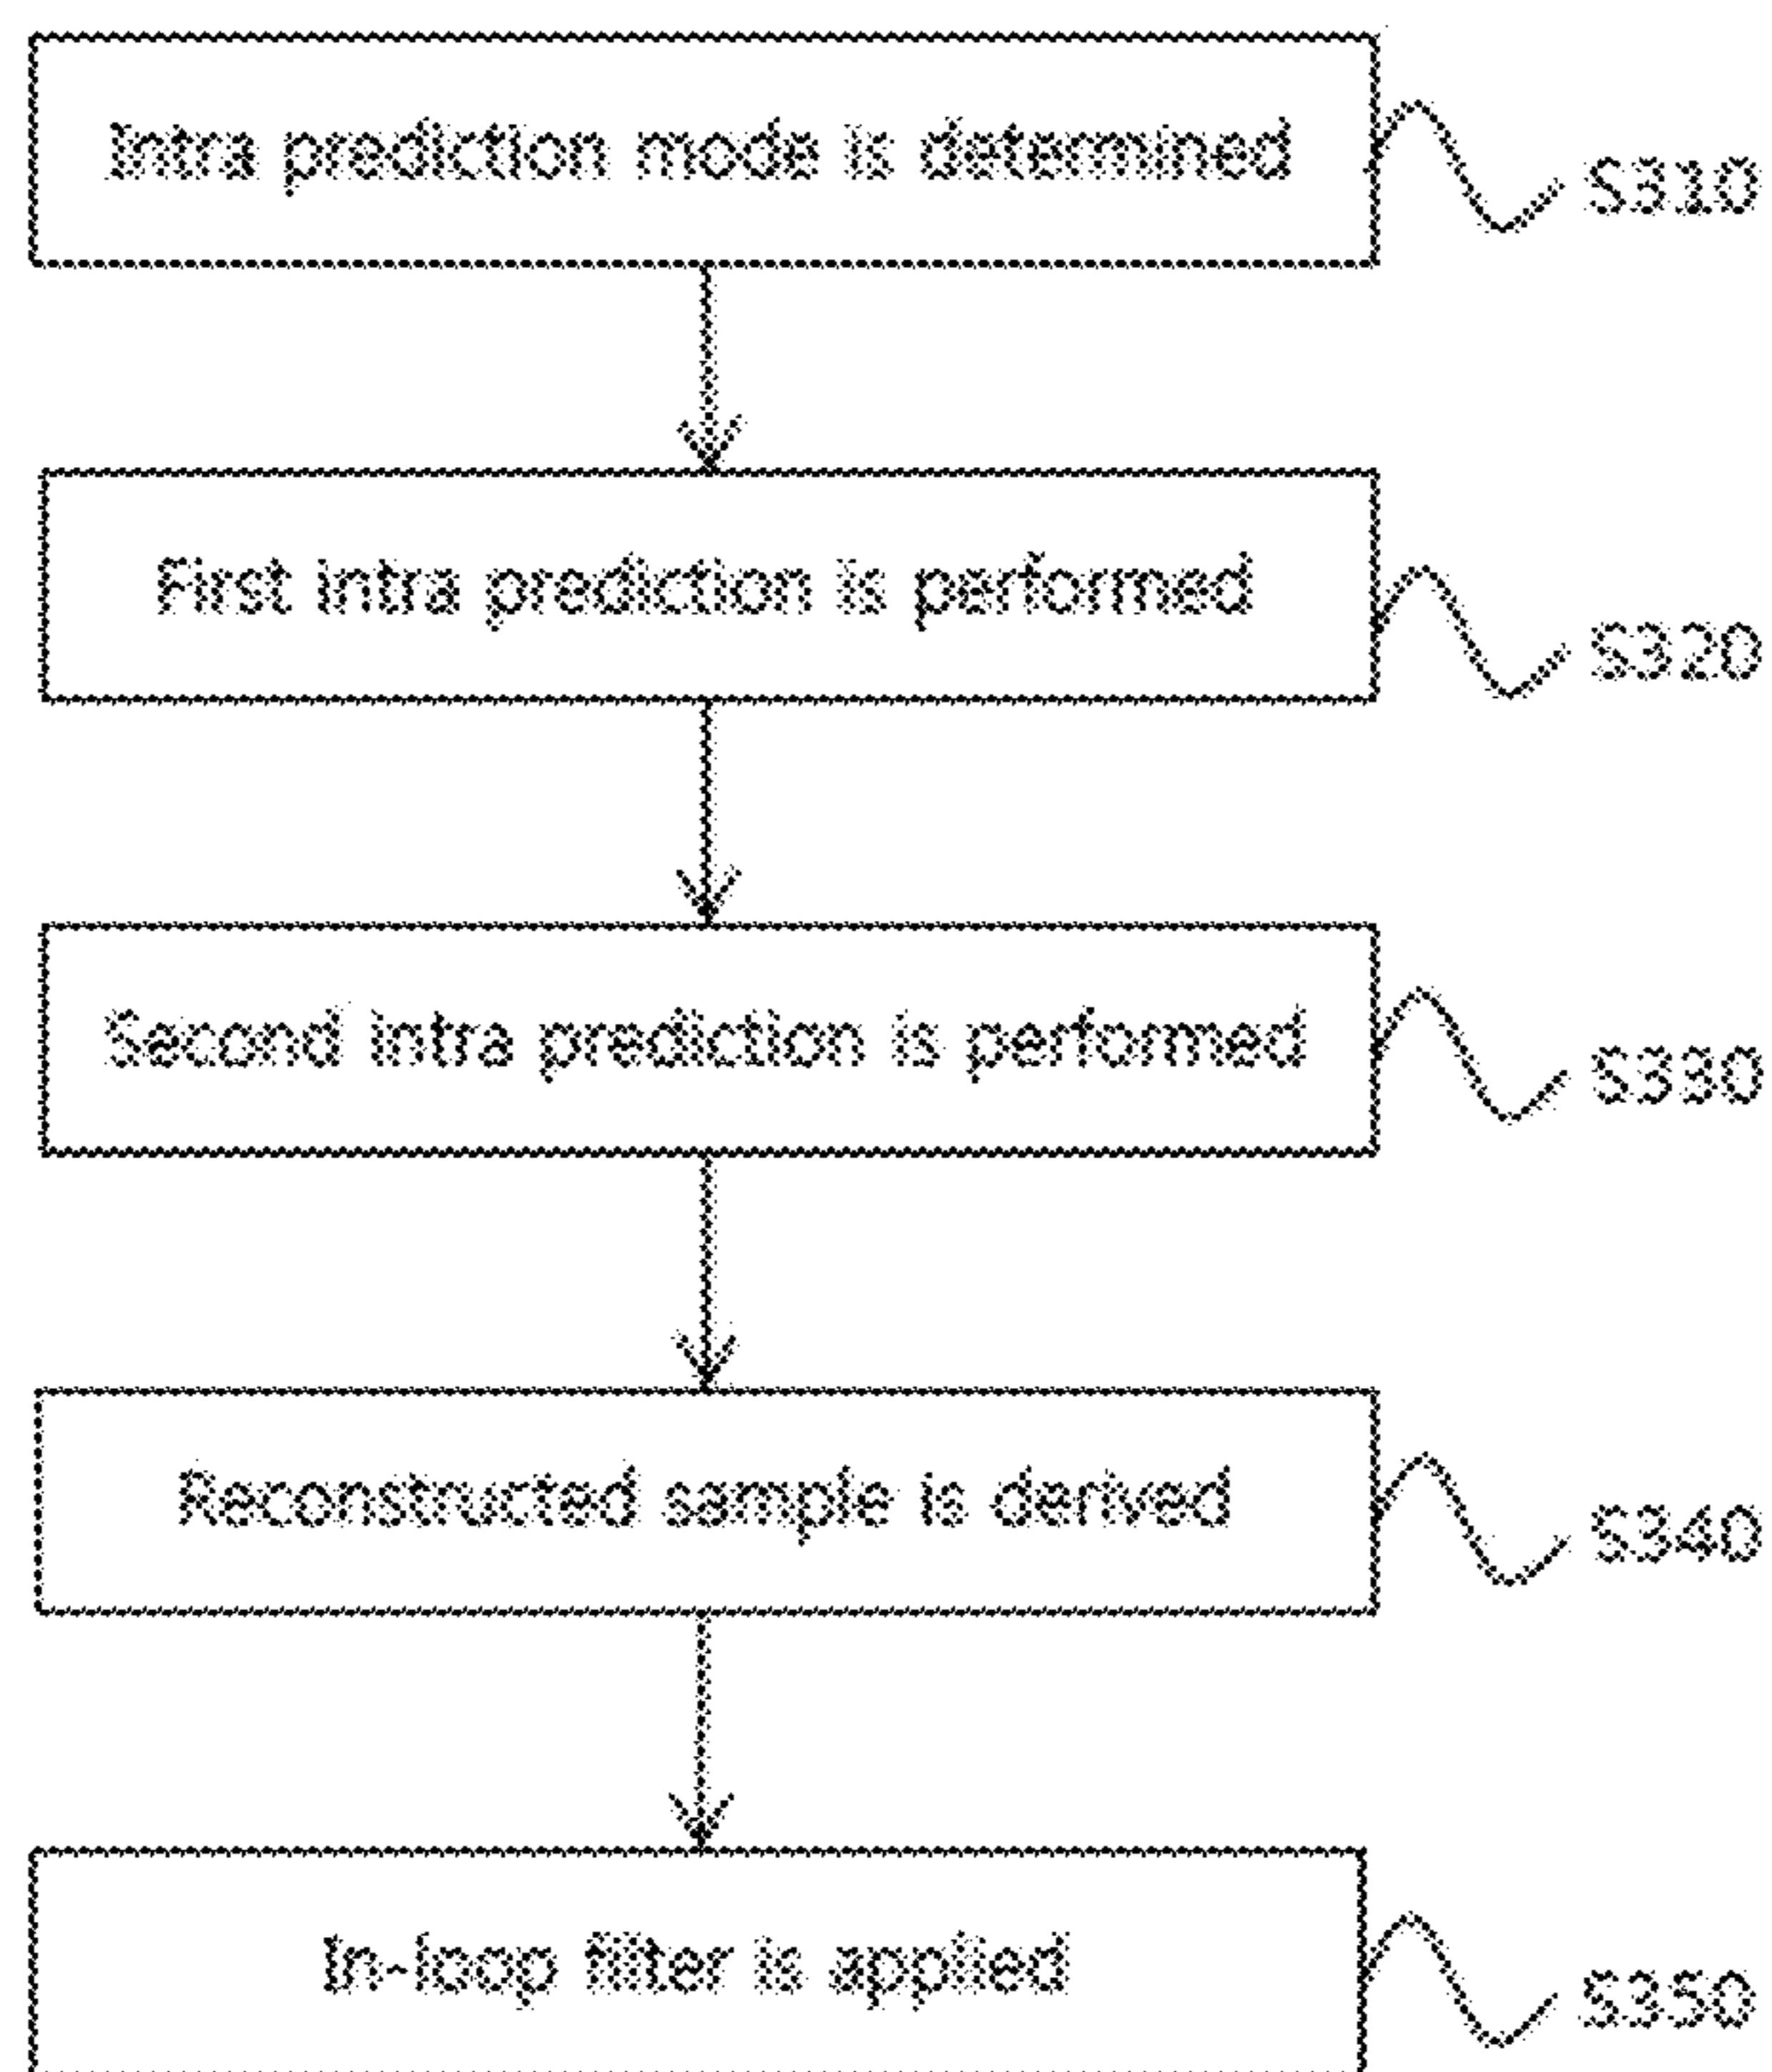 Intra prediction mode is determined
S310
First intra prediction is performed
S320
Second intra prediction is performed
S330
Reconstructed sample is derived
S340
In-loop filter is applied
S350